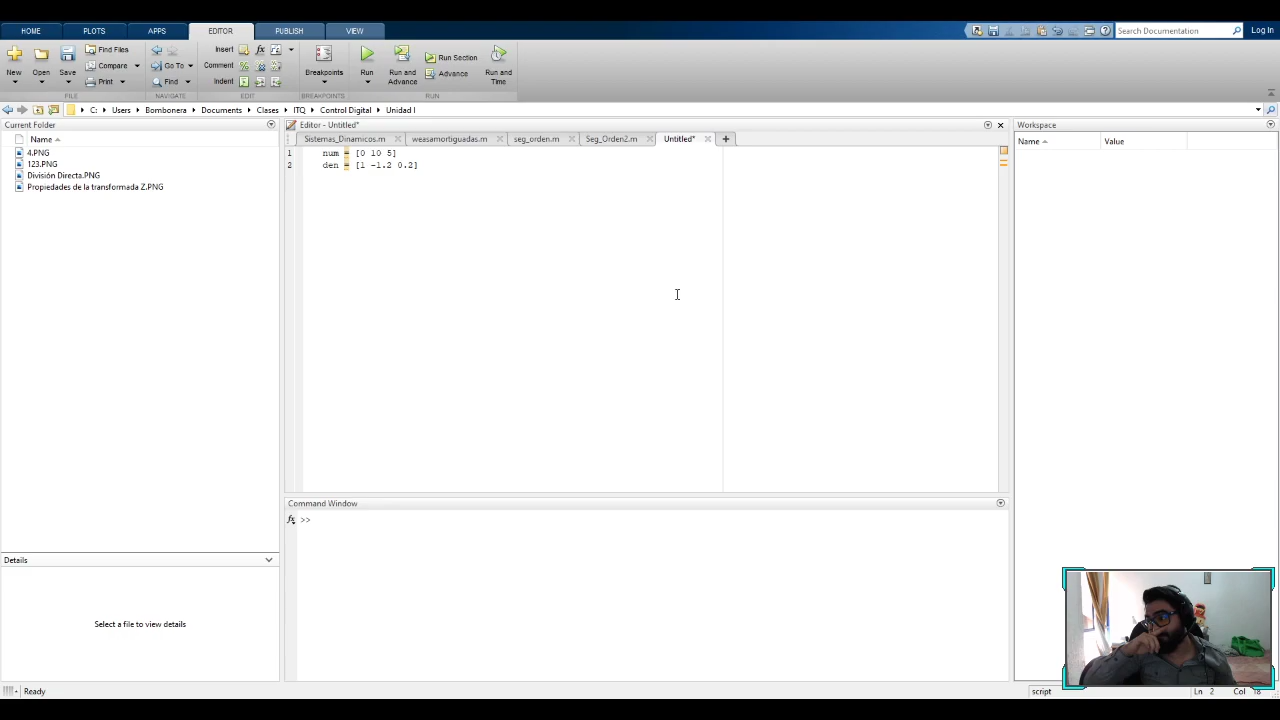 HOME PLOTS APPS EDITOR PUBLISH VIEW Search Documentation Log In
New Open Save Find Files Compare Print Go To Find Insert Comment Indent Breakpoints Run Run and Advance Run Section Advance Run and Time
FILE NAVIGATE EDIT BREAKPOINTS RUN
C: Users Bombonera Documents Clases ITQ Control Digital Unidad I
Current Folder
Name
4.PNG
123.PNG
División Directa.PNG
Propiedades de la transformada Z.PNG
Details
Select a file to view details
Editor - Untitled*
Sistemas_Dinamicos.m weasamortiguadas.m seg_orden.m Seg_Orden2.m Untitled*
1 num = [0 10 5]
2 den = [1 -1.2 0.2]
Command Window
fx >>
Workspace
Name Value
Ready script Ln 2 Col 18